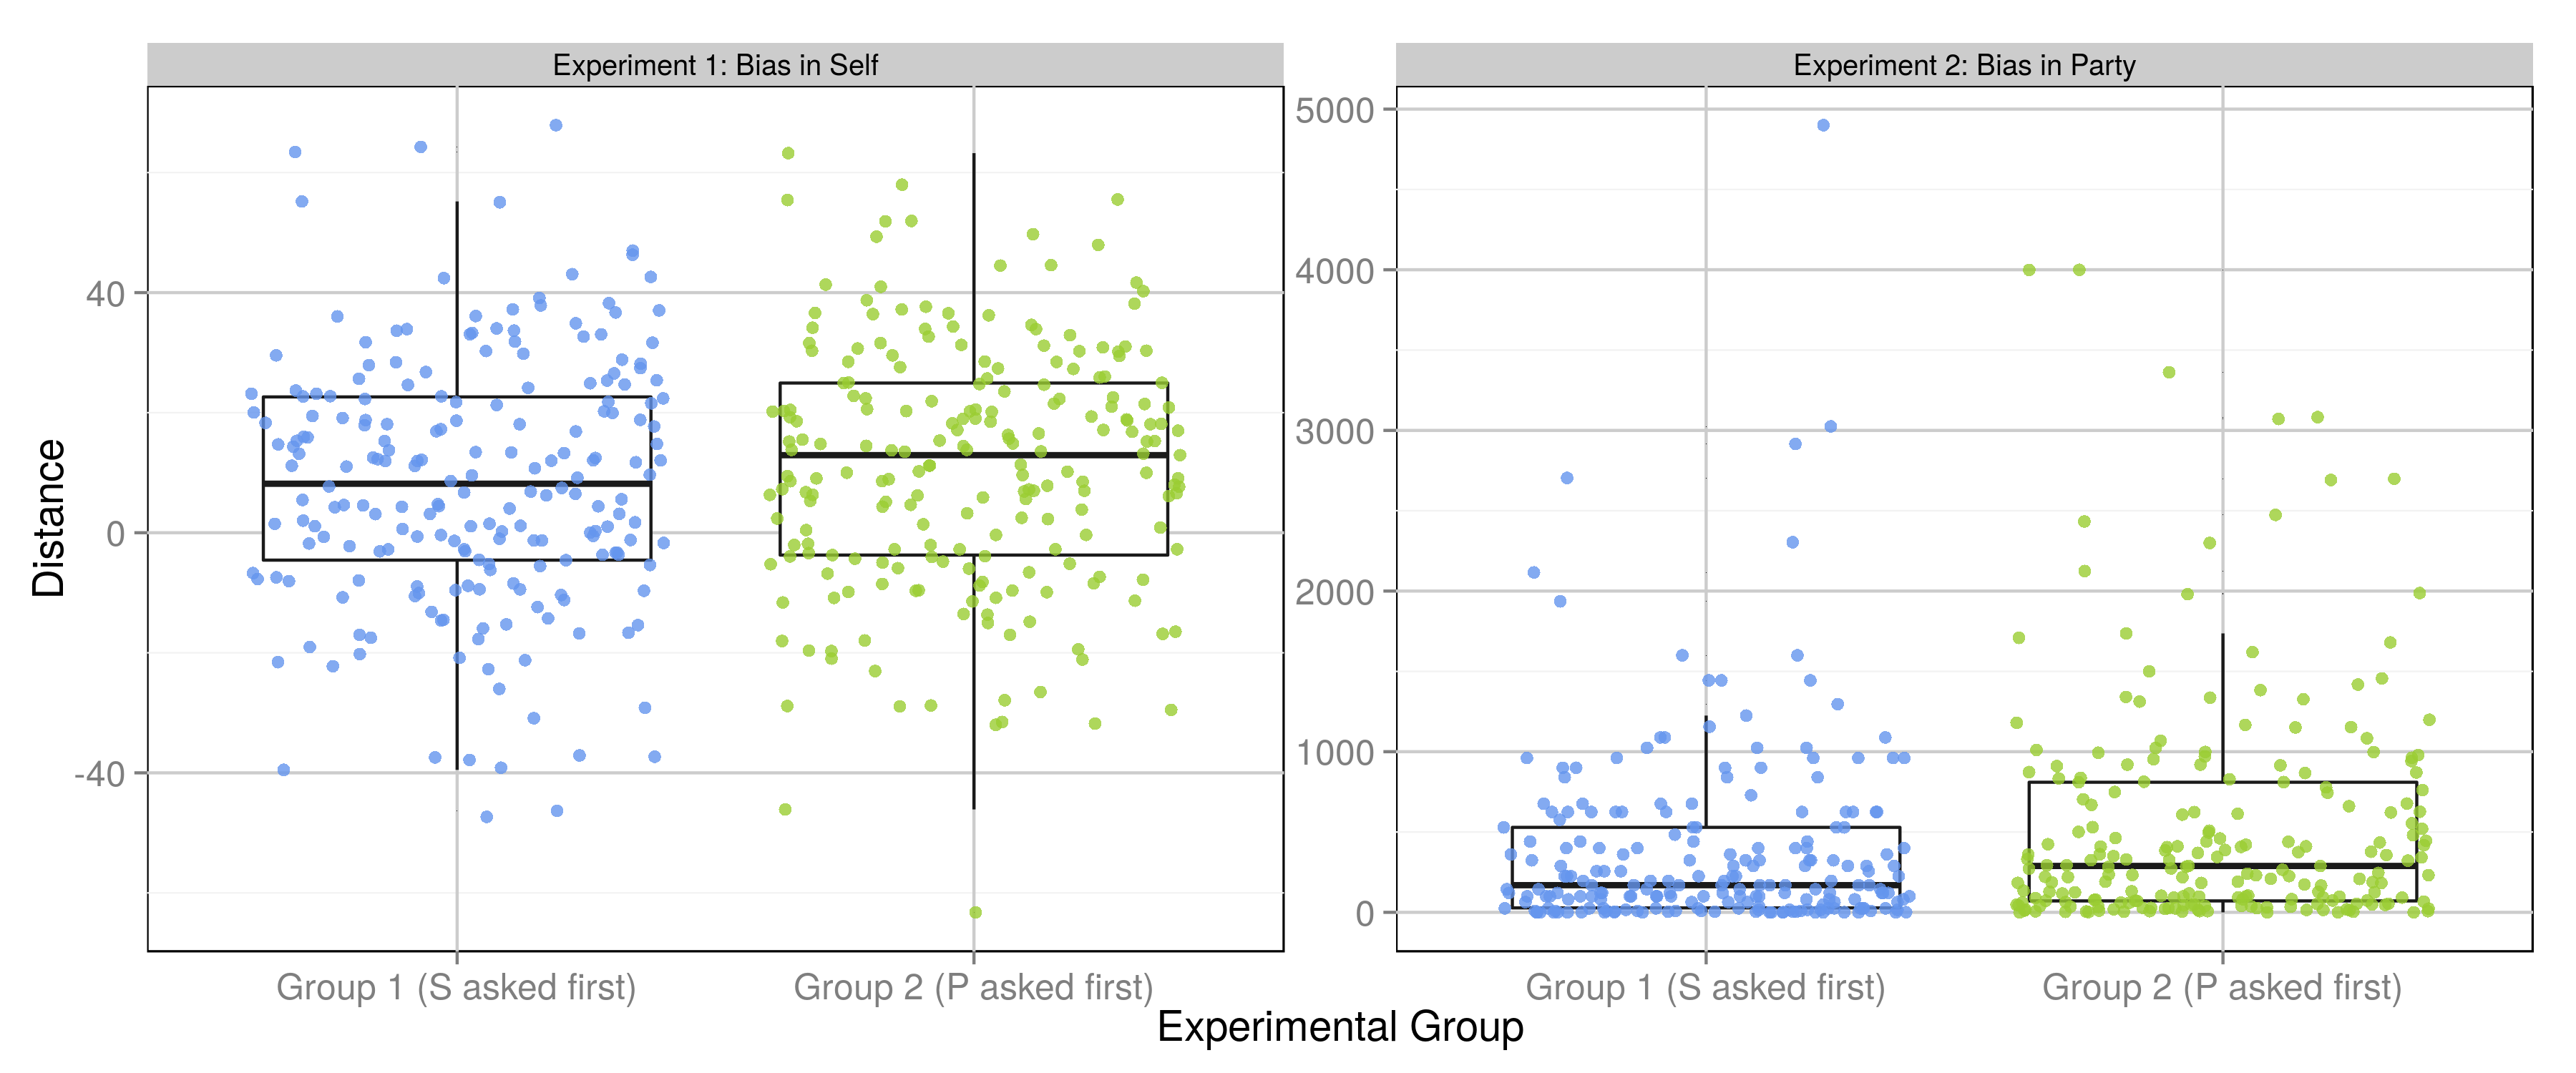 Experiment 1: Bias in Self
Experiment 2: Bias in Party
Distance
40
0
-40
5000
4000
3000
2000
1000
0
Group 1 (S asked first)
Group 2 (P asked first)
Group 1 (S asked first)
Group 2 (P asked first)
Experimental Group